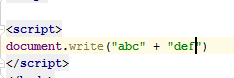 <script>
document.write("abc" + "def")
</script>